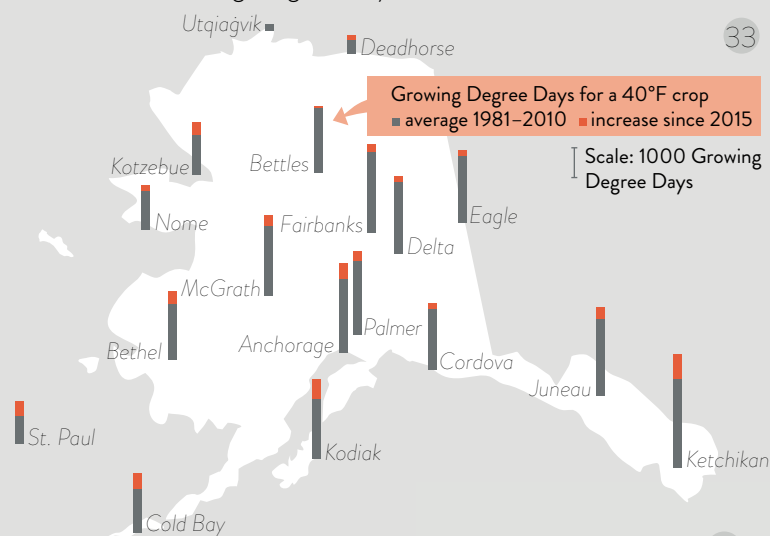 Utqiaġvik
Deadhorse
33
Growing Degree Days for a 40°F crop
average 1981–2010 increase since 2015
Scale: 1000 Growing
Degree Days
Kotzebue
Bettles
Nome
Fairbanks
Eagle
Delta
McGrath
Palmer
Anchorage
Bethel
Cordova
Juneau
St. Paul
Kodiak
Ketchikan
Cold Bay